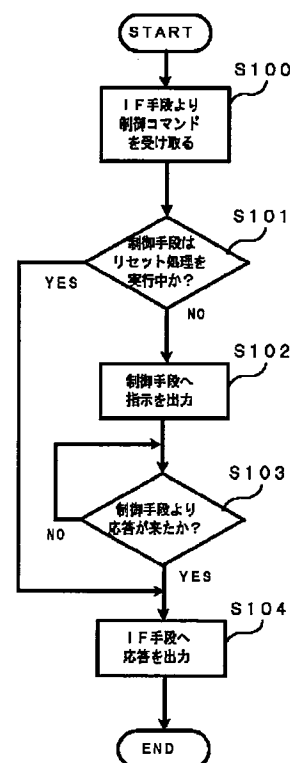 START
S100
IF手段より
制御コマンド
を受け取る
S101
制御手段は
リセット処理を
実行中か?
YES
NO
S102
制御手段へ
指示を出力
S103
制御手段より
応答が来たか?
NO
YES
S104
IF手段へ
応答を出力
END